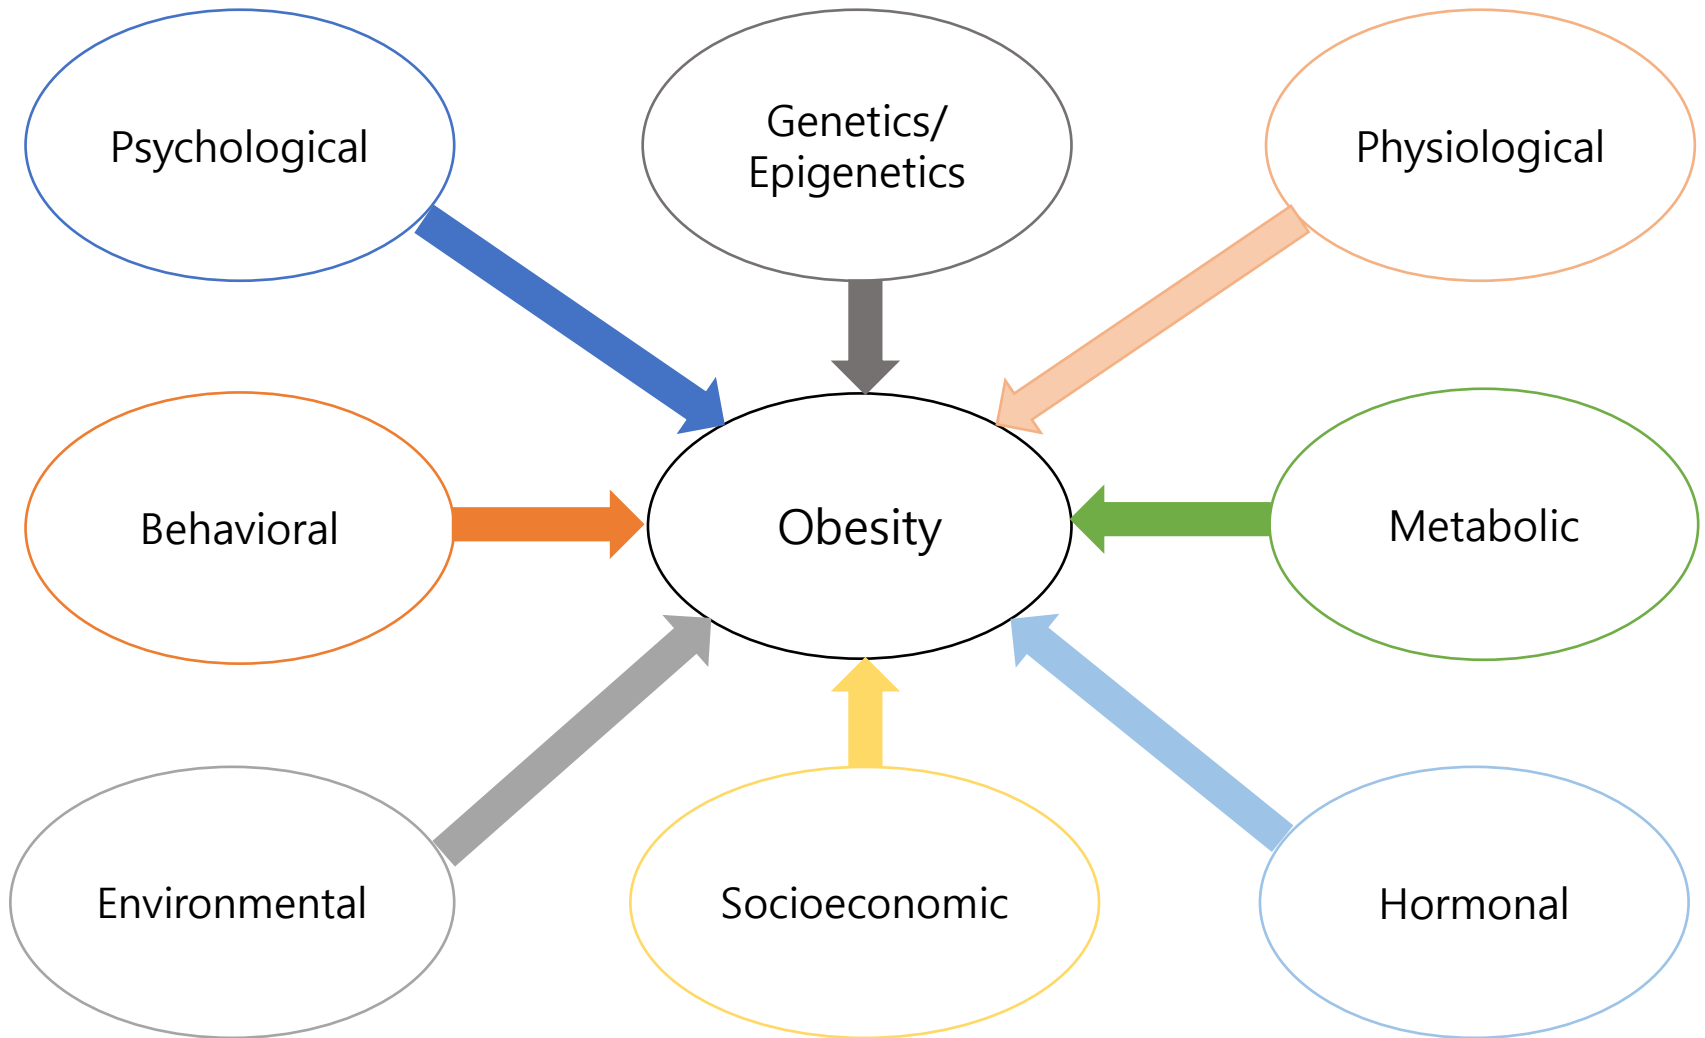 Psychological
Genetics/
Epigenetics
Physiological
Behavioral
Obesity
Metabolic
Environmental
Socioeconomic
Hormonal